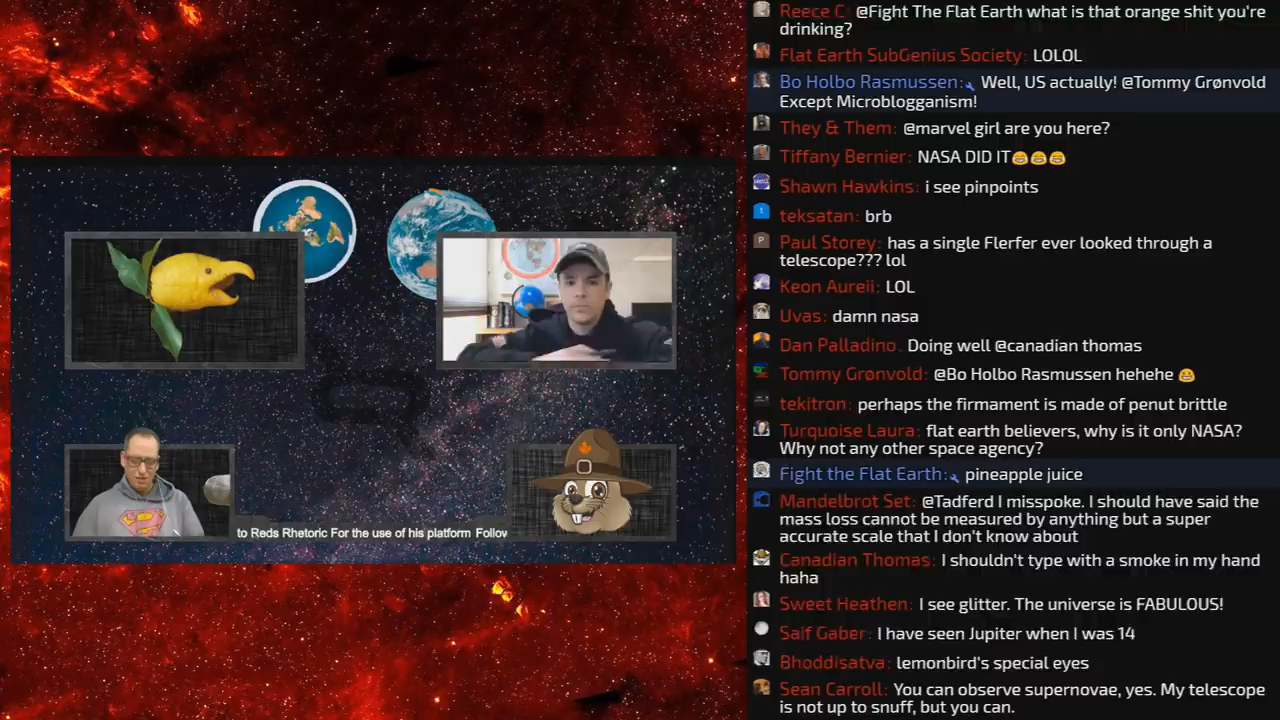 Reece C: @Fight The Flat Earth what is that orange shit you're
drinking?
Flat Earth SubGenius Society: LOLOL
Bo Holbo Rasmussen: Well, US actually! @Tommy Grønvold
Except Microblogganism!
They & Them: @marvel girl are you here?
Tiffany Bernier: NASA DID IT😂😂😂
Shawn Hawkins: i see pinpoints
teksatan: brb
Paul Storey: has a single Flerfer ever looked through a
telescope??? lol
Keon Aureii: LOL
Uvas: damn nasa
Dan Palladino: Doing well @canadian thomas
Tommy Grønvold: @Bo Holbo Rasmussen hehehe 😂
tekitron: perhaps the firmament is made of penut brittle
Turquoise Laura: flat earth believers, why is it only NASA?
Why not any other space agency?
Fight the Flat Earth: pineapple juice
Mandelbrot Set: @Tadferd I misspoke. I should have said the
mass loss cannot be measured by anything but a super
accurate scale that I don't know about
Canadian Thomas: I shouldn't type with a smoke in my hand
haha
Sweet Heathen: I see glitter. The universe is FABULOUS!
Saif Gaber: I have seen Jupiter when I was 14
Bhoddisatva: lemonbird's special eyes
Sean Carroll: You can observe supernovae, yes. My telescope
is not up to snuff, but you can.
to Reds Rhetoric For the use of his platform Follow